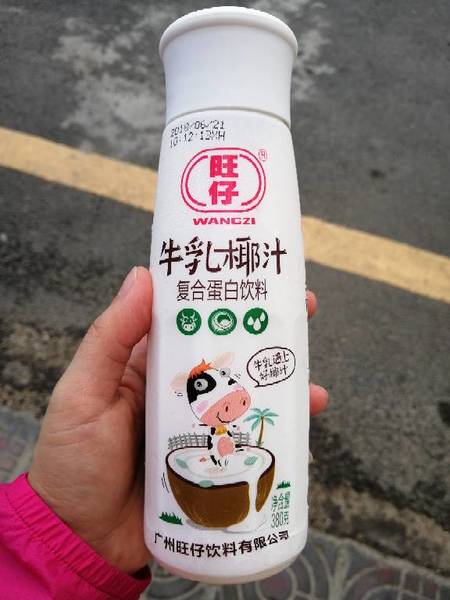 2019/06/21
10:12:13MH
旺仔
®
WANGZI
牛乳椰汁
复合蛋白饮料
牛乳遇上
好椰汁
净含量
380克
广州旺仔饮料有限公司